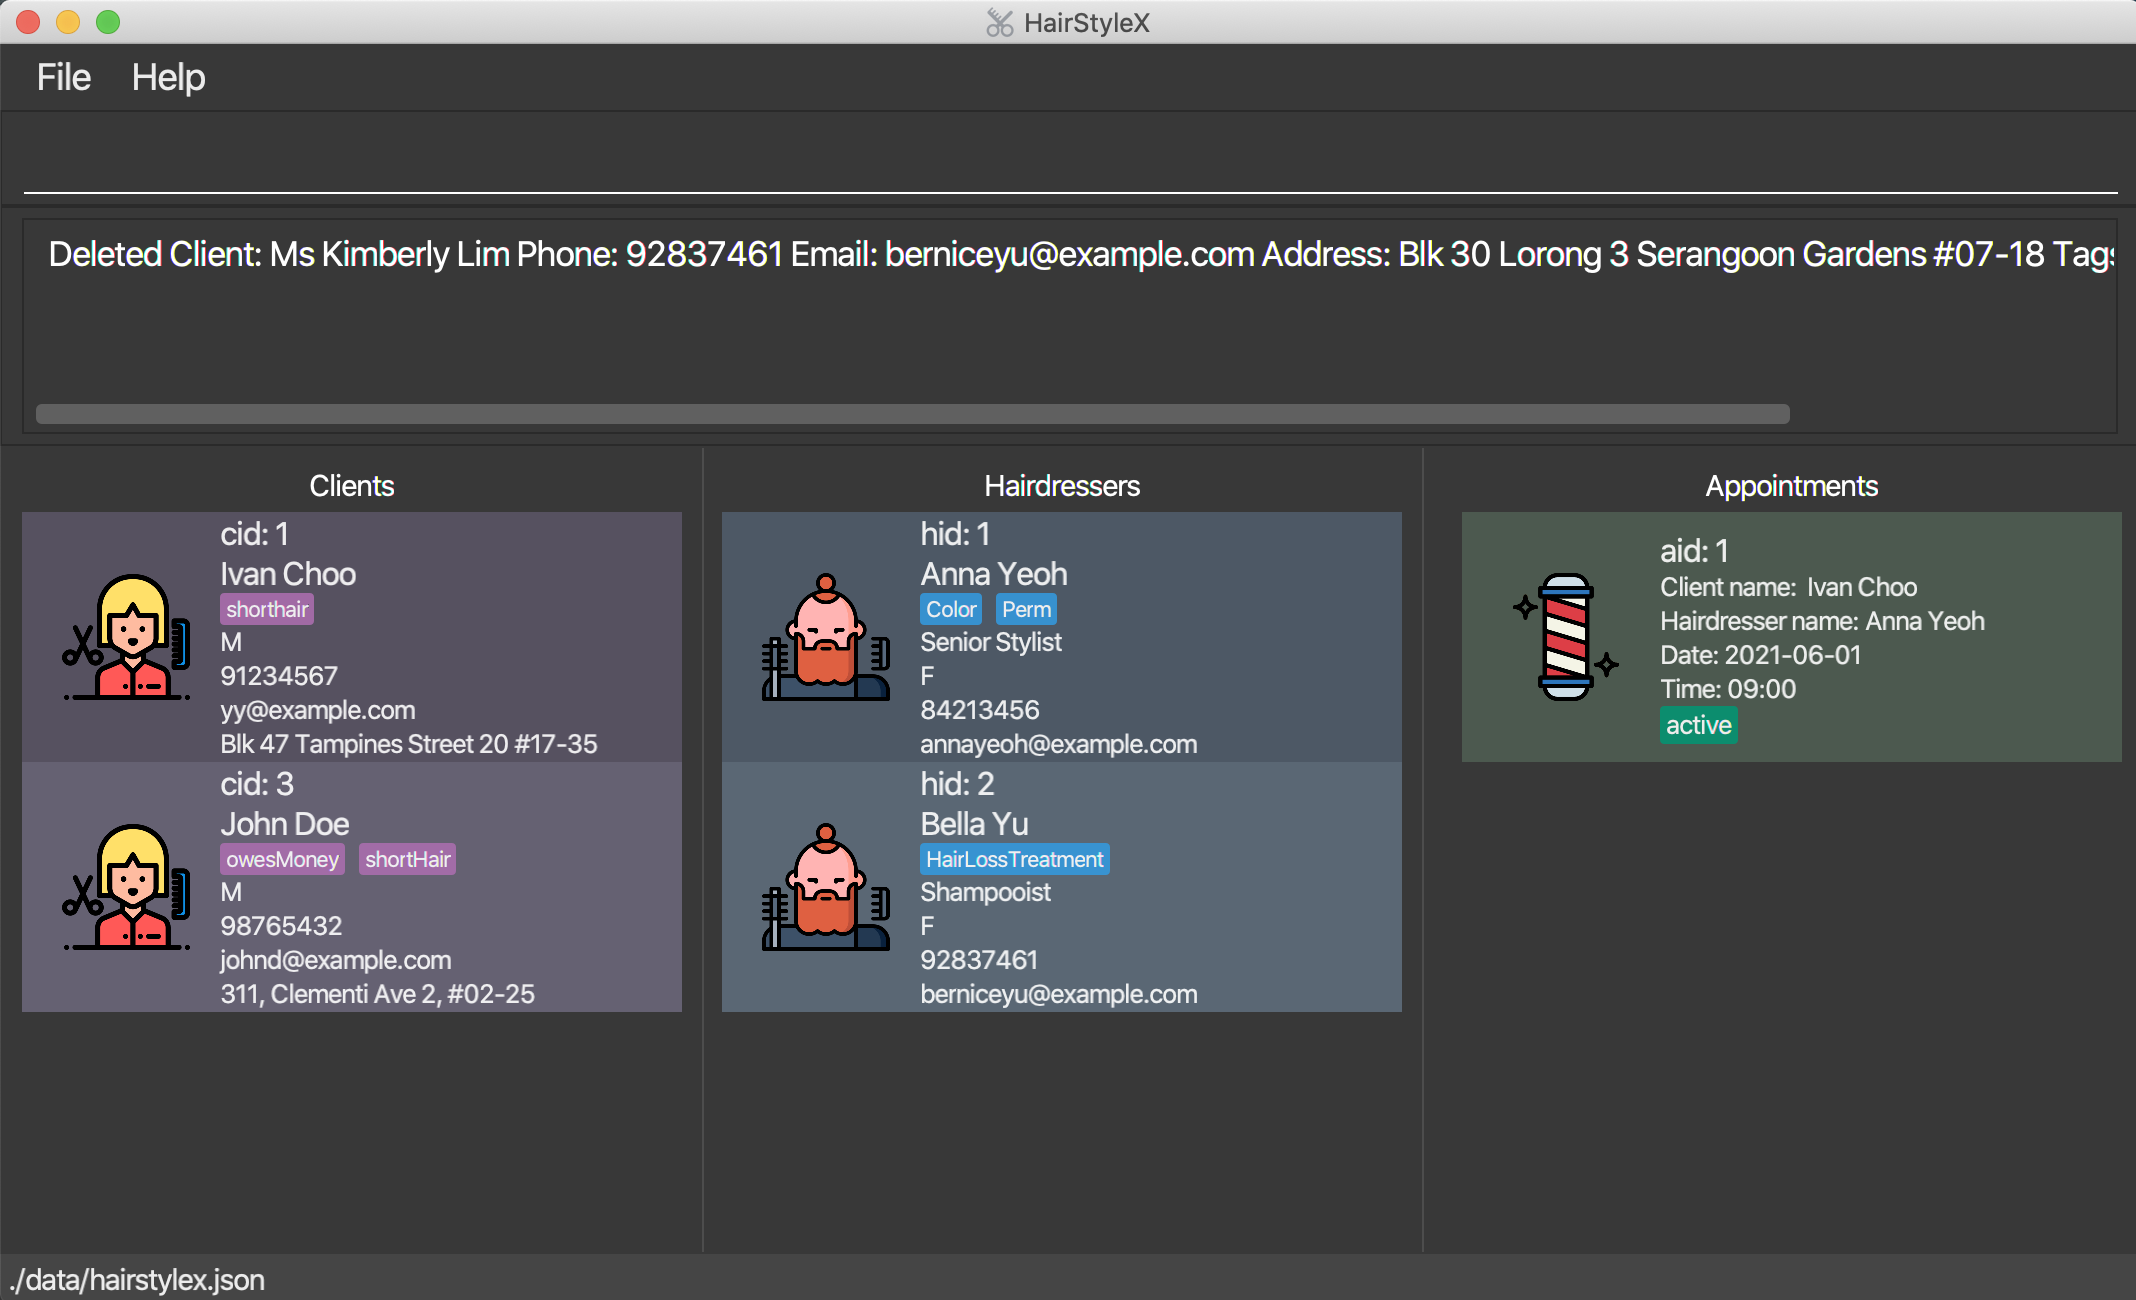 HairStyleX
File Help
Deleted Client: Ms Kimberly Lim Phone: 92837461 Email: berniceyu@example.com Address: Blk 30 Lorong 3 Serangoon Gardens #07-18 Tags
Clients
cid: 1
Ivan Choo
shorthair
M
91234567
yy@example.com
Blk 47 Tampines Street 20 #17-35
cid: 3
John Doe
owesMoney shortHair
M
98765432
johnd@example.com
311, Clementi Ave 2, #02-25
Hairdressers
hid: 1
Anna Yeoh
Color Perm
Senior Stylist
F
84213456
annayeoh@example.com
hid: 2
Bella Yu
HairLossTreatment
Shampooist
F
92837461
berniceyu@example.com
Appointments
aid: 1
Client name: Ivan Choo
Hairdresser name: Anna Yeoh
Date: 2021-06-01
Time: 09:00
active
./data/hairstylex.json